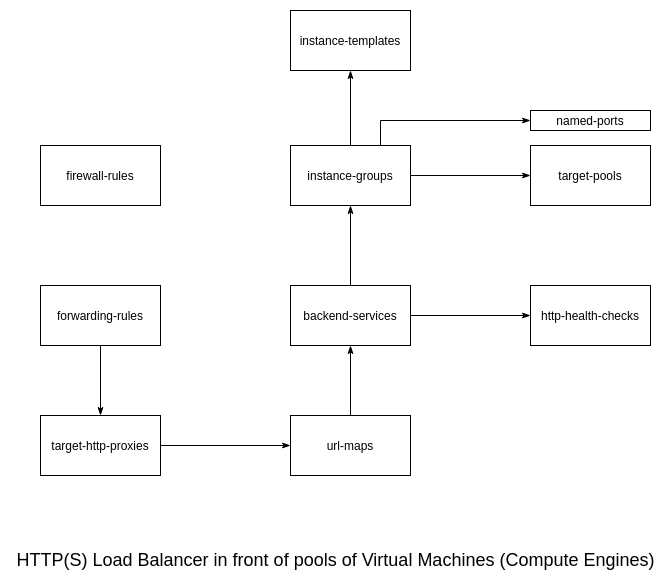 instance-templates
named-ports
firewall-rules
instance-groups
target-pools
forwarding-rules
backend-services
http-health-checks
target-http-proxies
url-maps
HTTP(S) Load Balancer in front of pools of Virtual Machines (Compute Engines)